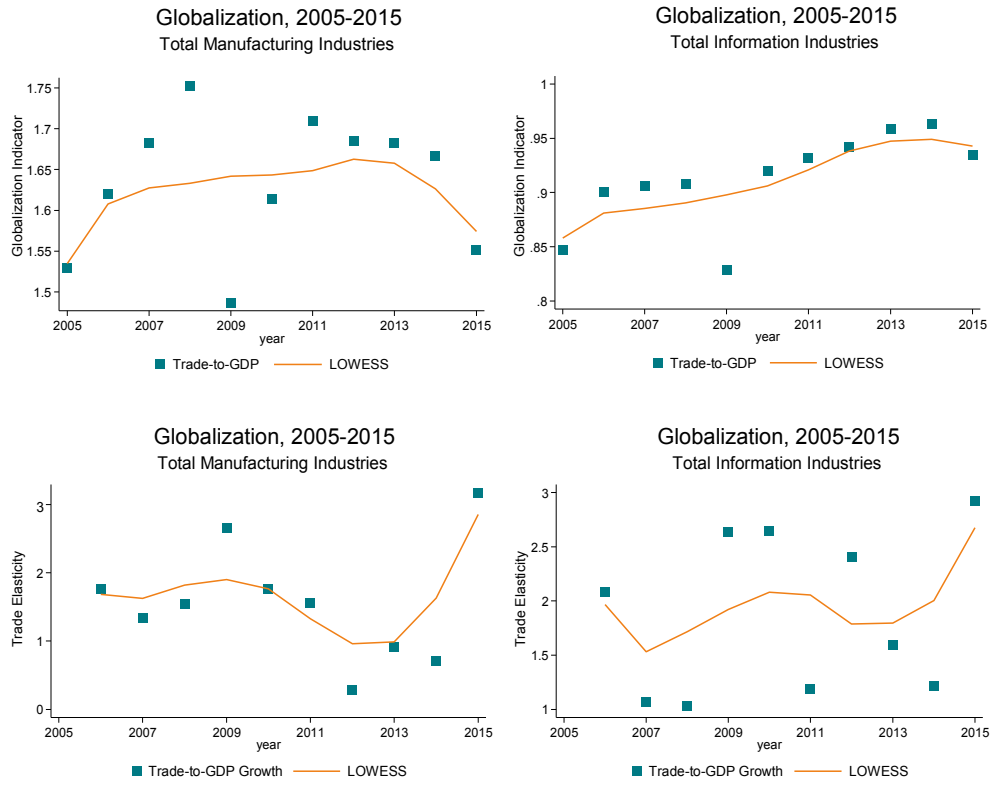 Globalization, 2005-2015
Total Manufacturing Industries
Globalization Indicator
1.75
1.7
1.65
1.6
1.55
1.5
2005 2007 2009 2011 2013 2015
year
Trade-to-GDP LOWESS
Globalization, 2005-2015
Total Information Industries
Globalization Indicator
1
.95
.9
.85
.8
2005 2007 2009 2011 2013 2015
year
Trade-to-GDP LOWESS
Globalization, 2005-2015
Total Manufacturing Industries
Trade Elasticity
3
2
1
0
2005 2007 2009 2011 2013 2015
year
Trade-to-GDP Growth LOWESS
Globalization, 2005-2015
Total Information Industries
Trade Elasticity
3
2.5
2
1.5
1
2005 2007 2009 2011 2013 2015
year
Trade-to-GDP Growth LOWESS